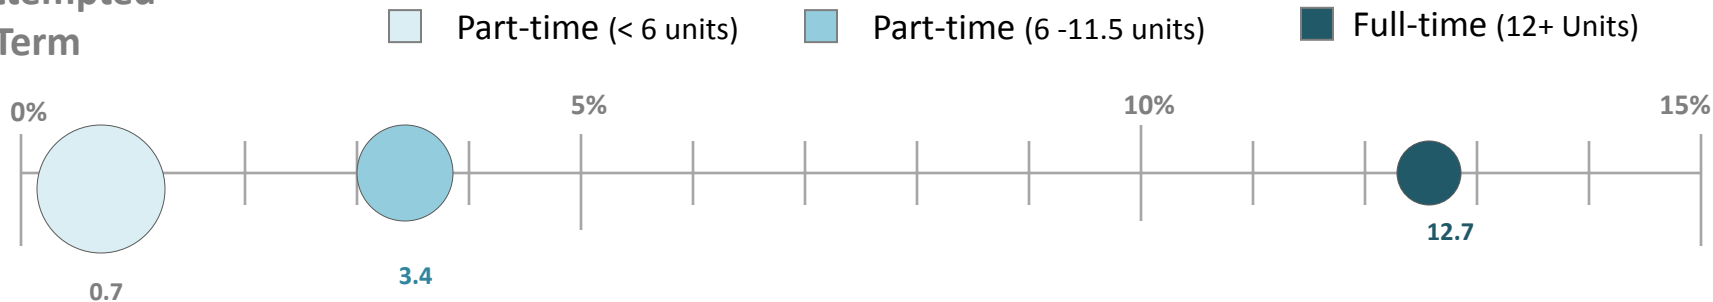 Term
Part-time (< 6 units)
Part-time (6 -11.5 units)
Full-time (12+ Units)
0%
5%
10%
15%
0.7
3.4
12.7